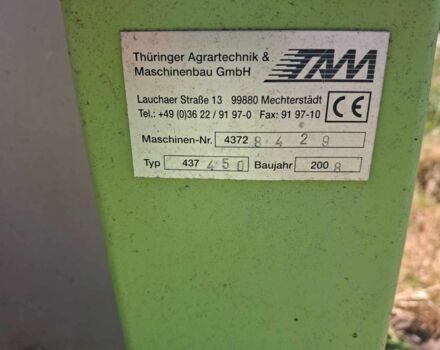 Thüringer Agrartechnik &
Maschinenbau GmbH
TAM
Lauchaer Straße 13 99880 Mechterstädt
Tel.: +49 (0)36 22 / 91 97-0 Fax: 91 97-10
CE
Maschinen-Nr. 4372 8 4 2 9
Typ 437 4 5 0 Baujahr 200 8